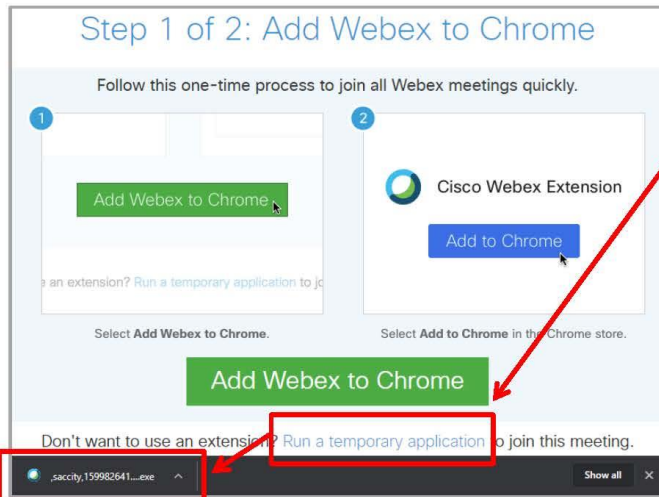 Step 1 of 2: Add Webex to Chrome
Follow this one-time process to join all Webex meetings quickly.
1
2
Add Webex to Chrome
Cisco Webex Extension
Add to Chrome
an extension? Run a temporary application to
Select Add Webex to Chrome.
Select Add to Chrome in the Chrome store.
Add Webex to Chrome
Don't want to use an extension? Run a temporary application to join this meeting.
,saccity,159982641....exe
Show all